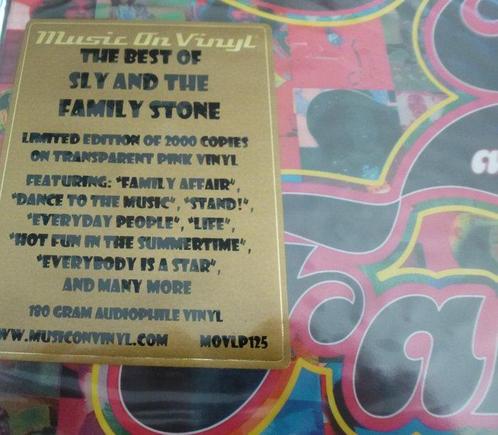 Music On Vinyl
THE BEST OF
SLY AND THE
FAMILY STONE
LIMITED EDITION OF 2000 COPIES
ON TRANSPARENT PINK VINYL
FEATURING: "FAMILY AFFAIR",
"DANCE TO THE MUSIC", "STAND!",
"EVERYDAY PEOPLE", "LIFE",
"HOT FUN IN THE SUMMERTIME",
"EVERYBODY IS A STAR",
AND MANY MORE
180 GRAM AUDIOPHILE VINYL
WWW.MUSICONVINYL.COM MOVLP125